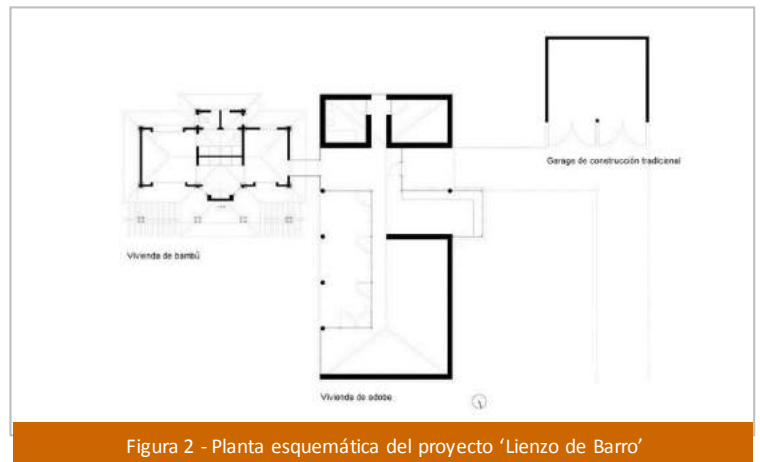 Garage de construcción tradicional
Vivienda de bambú
Vivienda de adobe
Figura 2 - Planta esquemática del proyecto ‘Lienzo de Barro’